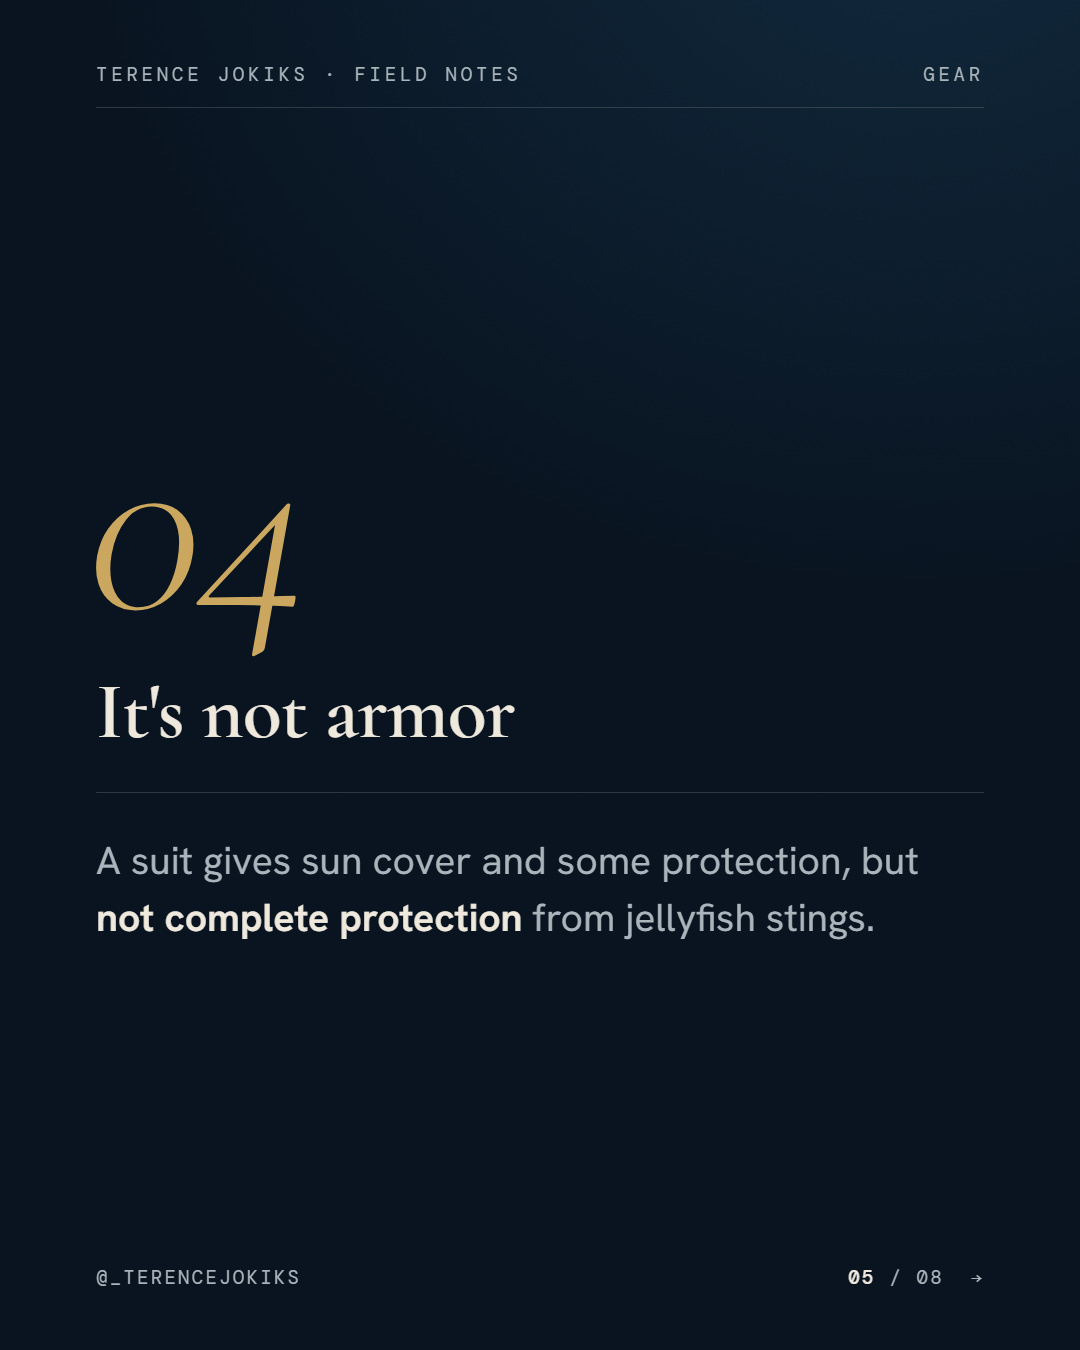 TERENCE JOKIKS · FIELD NOTES
GEAR
04
It's not armor
A suit gives sun cover and some protection, but
not complete protection from jellyfish stings.
@_TERENCEJOKIKS
05 / 08 →